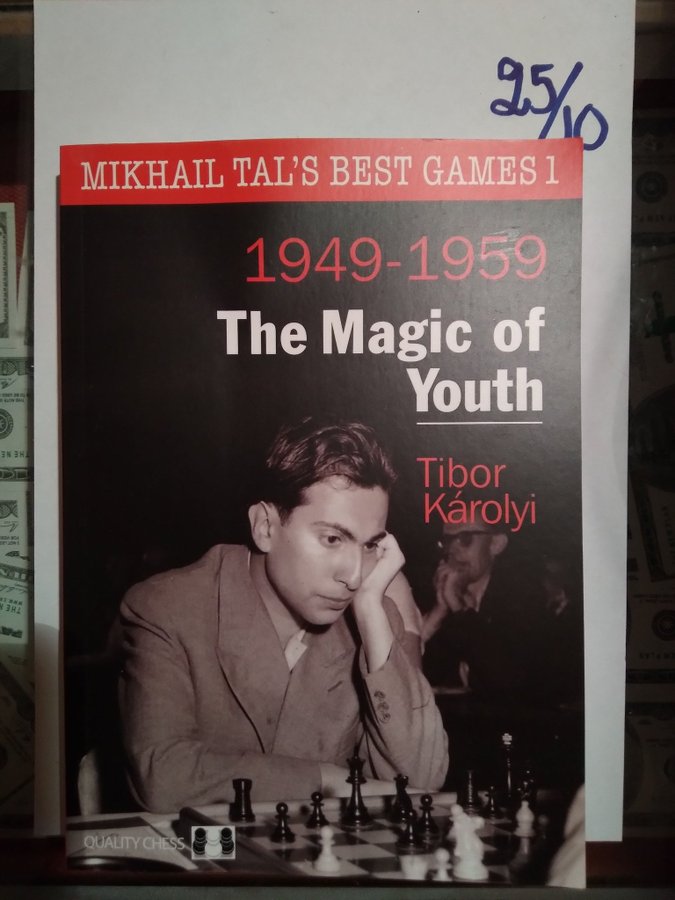 25/10
MIKHAIL TAL'S BEST GAMES 1
1949-1959
The Magic of
Youth
Tibor
Károlyi
QUALITY CHESS